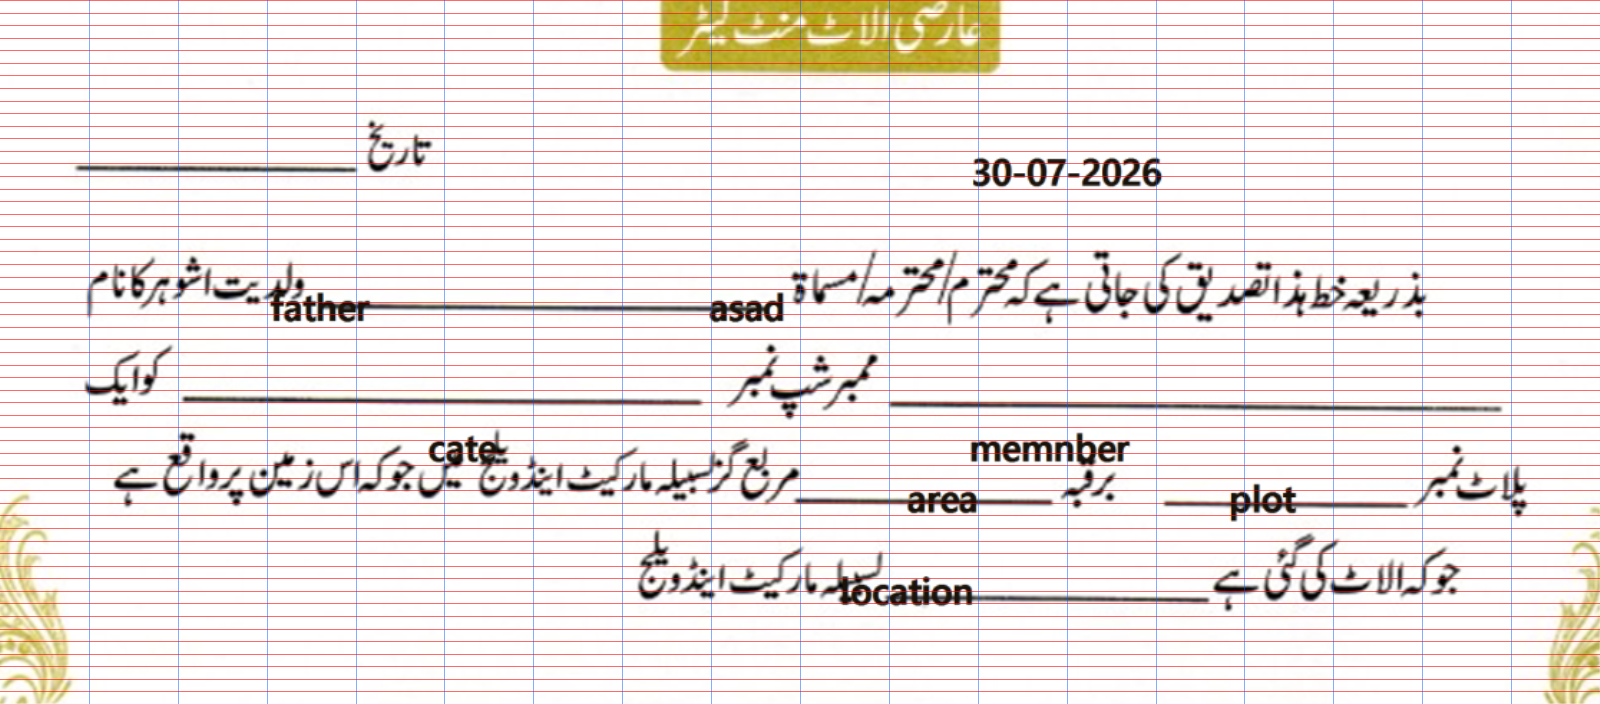 عارضی الاٹ منٹ لیٹر
تاریخ
30-07-2026
بذریعہ خط ہذا تصدیق کی جاتی ہے کہ محترم/محترمہ/مسماۃ asad father ولدیت اشوہر کا نام
ممبر شپ نمبر کو ایک
memnber cate
پلاٹ نمبر plot برقبہ area مربع گز لسبیلہ مارکیٹ اینڈ ویلج میں جو کہ اس زمین پر واقع ہے
جو کہ الاٹ کی گئی ہے location لسبیلہ مارکیٹ اینڈ ویلج